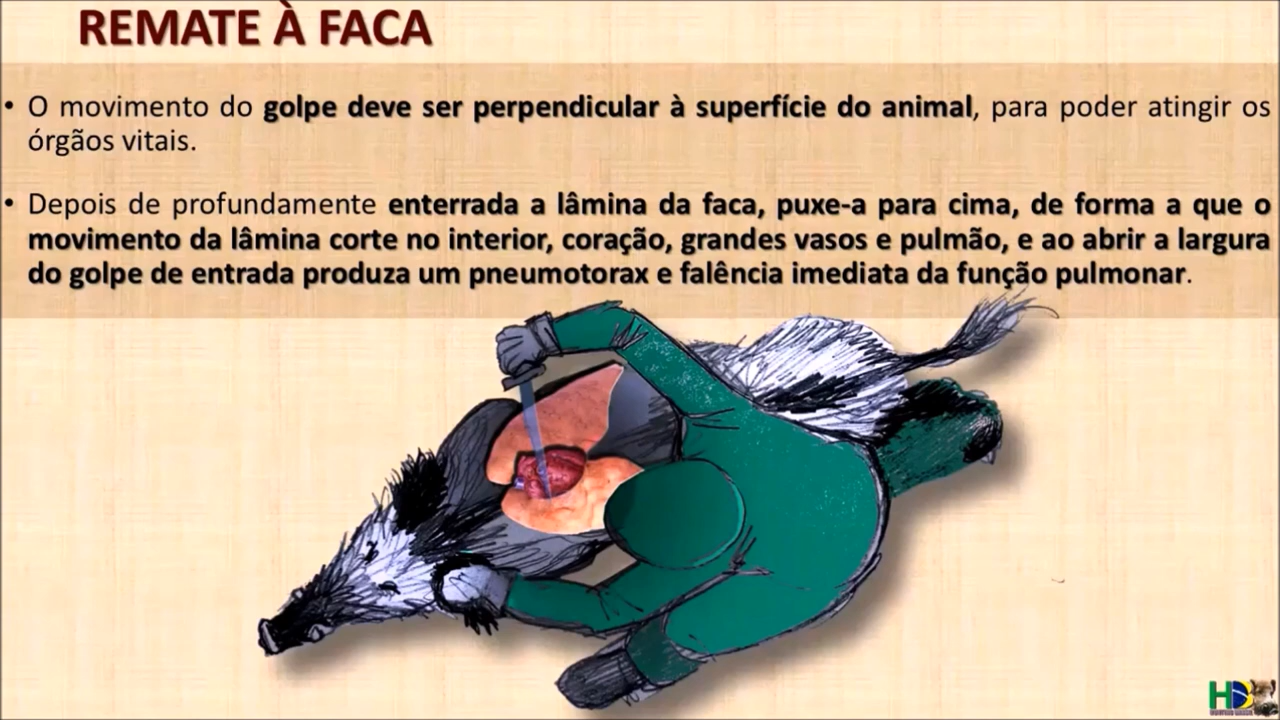 REMATE À FACA
• O movimento do golpe deve ser perpendicular à superfície do animal, para poder atingir os
órgãos vitais.
• Depois de profundamente enterrada a lâmina da faca, puxe-a para cima, de forma a que o
movimento da lâmina corte no interior, coração, grandes vasos e pulmão, e ao abrir a largura
do golpe de entrada produza um pneumotorax e falência imediata da função pulmonar.